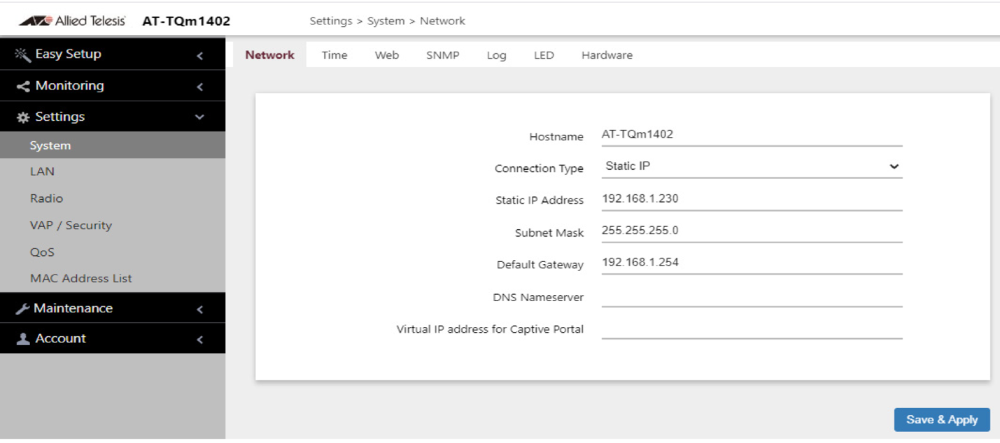 Allied Telesis AT-TQm1402 Settings > System > Network
Easy Setup
Monitoring
Settings
System
LAN
Radio
VAP / Security
QoS
MAC Address List
Maintenance
Account
Network Time Web SNMP Log LED Hardware
Hostname AT-TQm1402
Connection Type Static IP
Static IP Address 192.168.1.230
Subnet Mask 255.255.255.0
Default Gateway 192.168.1.254
DNS Nameserver
Virtual IP address for Captive Portal
Save & Apply